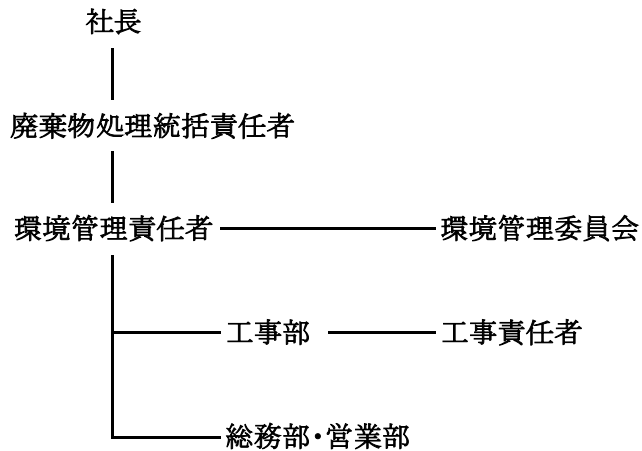 社長
廃棄物処理統括責任者
環境管理責任者 環境管理委員会
工事部 工事責任者
総務部・営業部